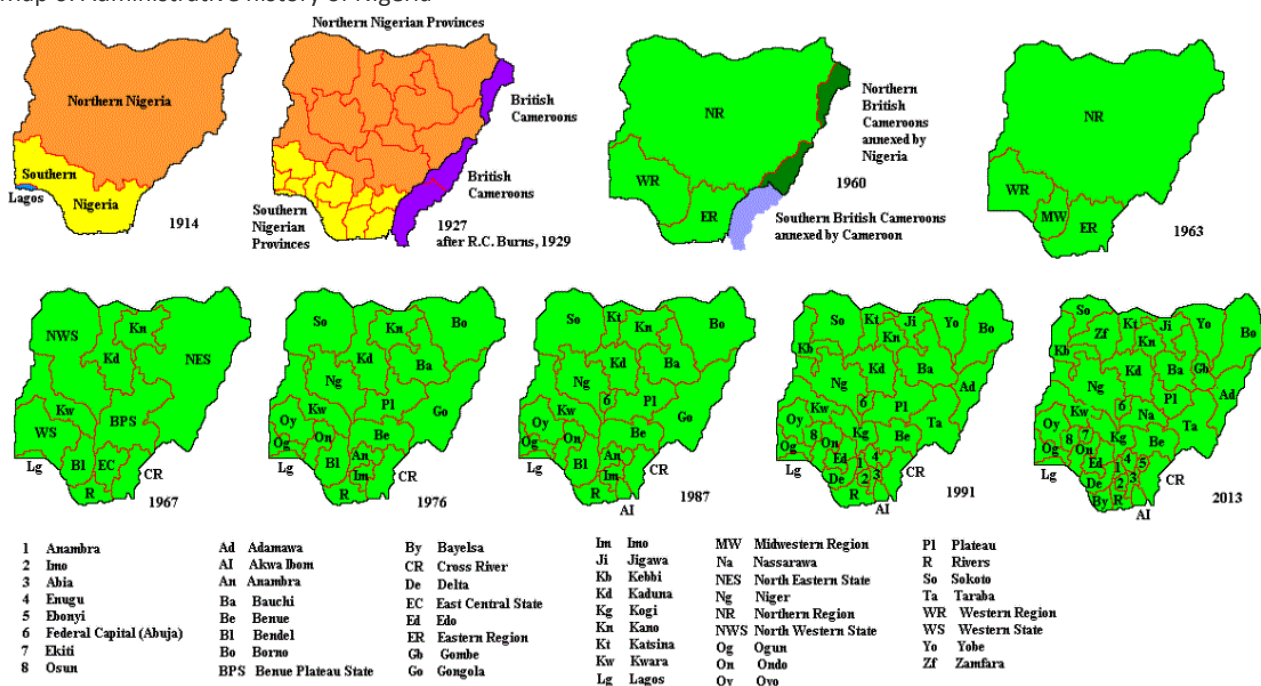 map of Administrative history of Nigeria
Northern Nigerian Provinces
Northern Nigeria
Southern
Nigeria
Lagos
1914
British
Cameroons
British
Cameroons
Southern
Nigerian
Provinces
1927
after R.C. Burns, 1929
NR
WR
ER
Northern
British
Cameroons
annexed by
Nigeria
1960
Southern British Cameroons
annexed by Cameroon
NR
WR
MW
ER
1963
NWS
Kn
Kd
NES
Kw
BPS
WS
Bl
EC
R
Lg
CR
1967
So
Kn
Bo
Kd
Ba
Ng
Pl
Go
Kw
Oy
Be
On
Og
An
Bl
Im
R
Lg
CR
1976
So
Kt
Kn
Bo
Kd
Ba
Ng
6
Pl
Go
Kw
Oy
Be
On
Og
An
Bl
Im
R
Lg
CR
AI
1987
So
Kt
Ji
Yo
Bo
Kn
Kb
Kd
Ba
Ng
Ad
6
Pl
Kw
Oy
Ta
8
On
Kg
Be
Og
Ed
1
4
De
2
3
R
Lg
CR
AI
1991
So
Zf
Kt
Ji
Yo
Bo
Kn
Kb
Kd
Ba
Gb
Ng
Ad
6
Pl
Na
Kw
Oy
Ta
8
7
On
Kg
Be
Og
Ed
1
4
5
De
2
3
By
R
Lg
CR
AI
2013
1 Anambra
2 Imo
3 Abia
4 Enugu
5 Ebonyi
6 Federal Capital (Abuja)
7 Ekiti
8 Osun
Ad Adamawa
AI Akwa Ibom
An Anambra
Ba Bauchi
Be Benue
Bl Bendel
Bo Borno
BPS Benue Plateau State
By Bayelsa
CR Cross River
De Delta
EC East Central State
Ed Edo
ER Eastern Region
Gb Gombe
Go Gongola
Im Imo
Ji Jigawa
Kb Kebbi
Kd Kaduna
Kg Kogi
Kn Kano
Kt Katsina
Kw Kwara
Lg Lagos
MW Midwestern Region
Na Nassarawa
NES North Eastern State
Ng Niger
NR Northern Region
NWS North Western State
Og Ogun
On Ondo
Oy Oyo
Pl Plateau
R Rivers
So Sokoto
Ta Taraba
WR Western Region
WS Western State
Yo Yobe
Zf Zamfara